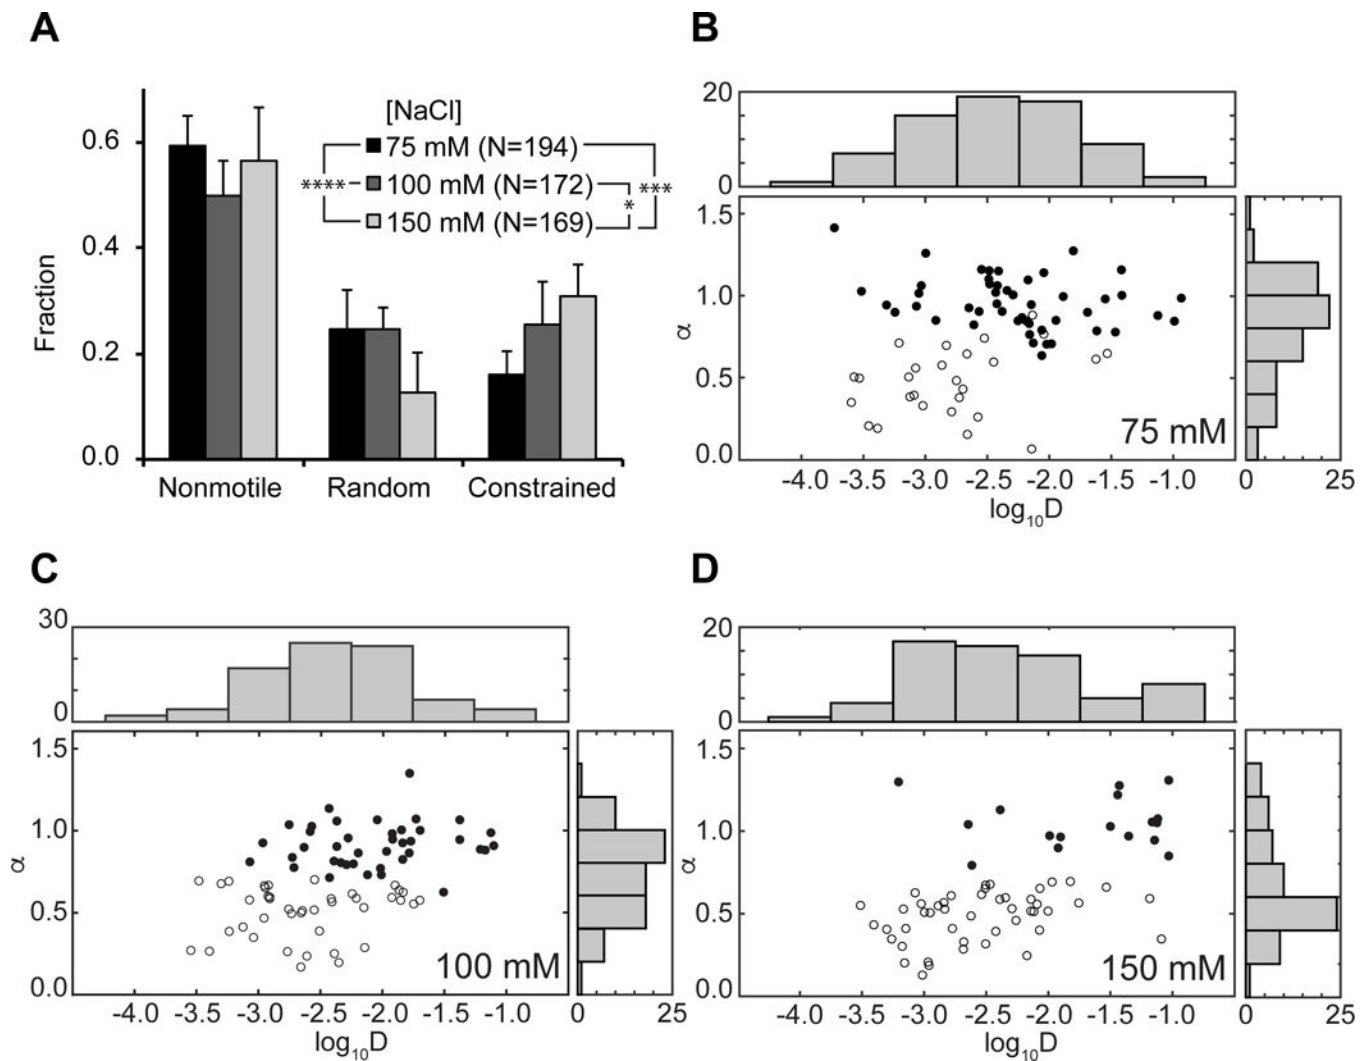 A
Fraction
0.6
0.4
0.2
0.0
[NaCl]
75 mM (N=194)
**** 100 mM (N=172) * ***
150 mM (N=169)
Nonmotile Random Constrained
B
20
0
1.5
1.0
0.5
0.0
α
75 mM
-4.0 -3.5 -3.0 -2.5 -2.0 -1.5 -1.0
log₁₀D
0 25
C
30
0
1.5
1.0
0.5
0.0
α
100 mM
-4.0 -3.5 -3.0 -2.5 -2.0 -1.5 -1.0
log₁₀D
0 25
D
20
0
1.5
1.0
0.5
0.0
α
150 mM
-4.0 -3.5 -3.0 -2.5 -2.0 -1.5 -1.0
log₁₀D
0 25